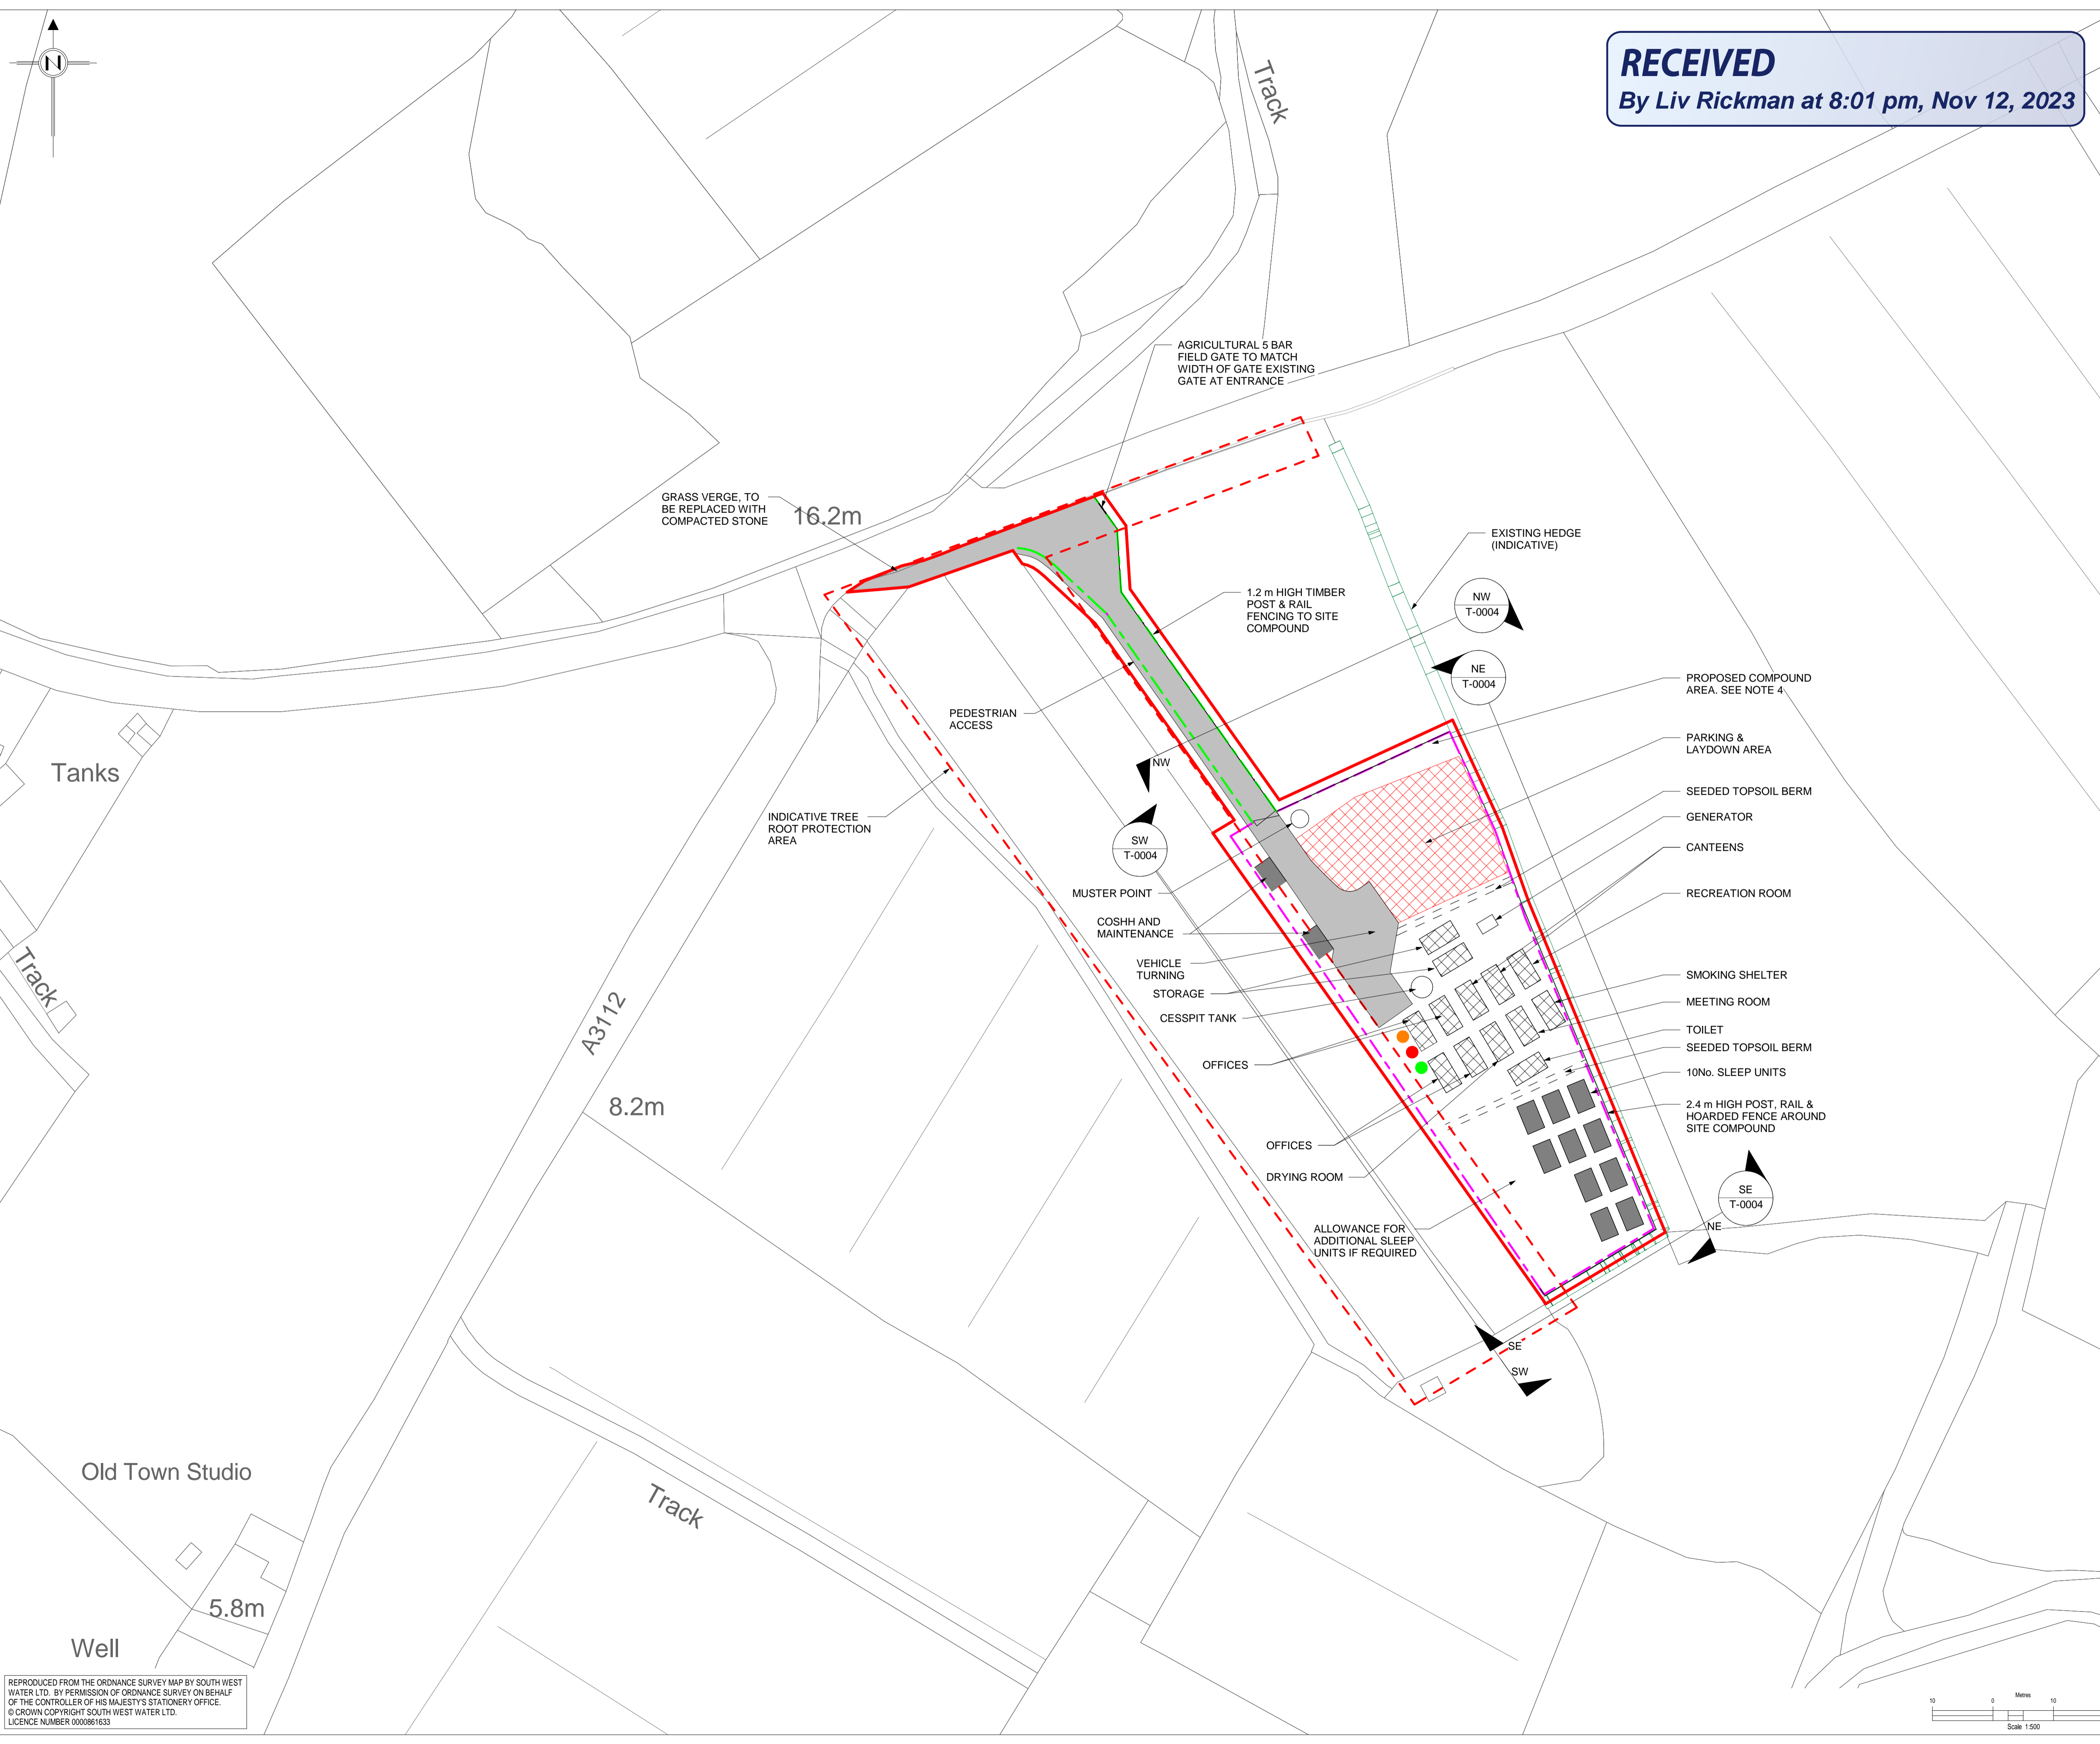 N
RECEIVED
By Liv Rickman at 8:01 pm, Nov 12, 2023
Track
AGRICULTURAL 5 BAR
FIELD GATE TO MATCH
WIDTH OF GATE EXISTING
GATE AT ENTRANCE
GRASS VERGE, TO
BE REPLACED WITH
COMPACTED STONE
16.2m
EXISTING HEDGE
(INDICATIVE)
1.2 m HIGH TIMBER
POST & RAIL
FENCING TO SITE
COMPOUND
NW
T-0004
NE
T-0004
PROPOSED COMPOUND
AREA. SEE NOTE 4
PEDESTRIAN
ACCESS
PARKING &
LAYDOWN AREA
NW
Tanks
SEEDED TOPSOIL BERM
INDICATIVE TREE
ROOT PROTECTION
AREA
GENERATOR
SW
T-0004
CANTEENS
MUSTER POINT
RECREATION ROOM
COSHH AND
MAINTENANCE
VEHICLE
TURNING
SMOKING SHELTER
STORAGE
MEETING ROOM
CESSPIT TANK
TOILET
SEEDED TOPSOIL BERM
OFFICES
10No. SLEEP UNITS
Track
A3112
8.2m
2.4 m HIGH POST, RAIL &
HOARDED FENCE AROUND
SITE COMPOUND
OFFICES
DRYING ROOM
SE
T-0004
ALLOWANCE FOR
ADDITIONAL SLEEP
UNITS IF REQUIRED
NE
SE
SW
Old Town Studio
Track
5.8m
Well
REPRODUCED FROM THE ORDNANCE SURVEY MAP BY SOUTH WEST
WATER LTD. BY PERMISSION OF ORDNANCE SURVEY ON BEHALF
OF THE CONTROLLER OF HIS MAJESTY'S STATIONERY OFFICE.
© CROWN COPYRIGHT SOUTH WEST WATER LTD.
LICENCE NUMBER 0000861633
Metres
10 0 10
Scale 1:500